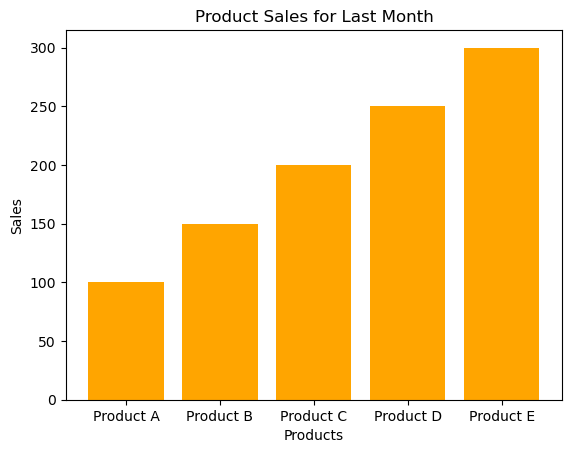 Product Sales for Last Month
300
250
200
150
100
50
0
Sales
Product A Product B Product C Product D Product E
Products